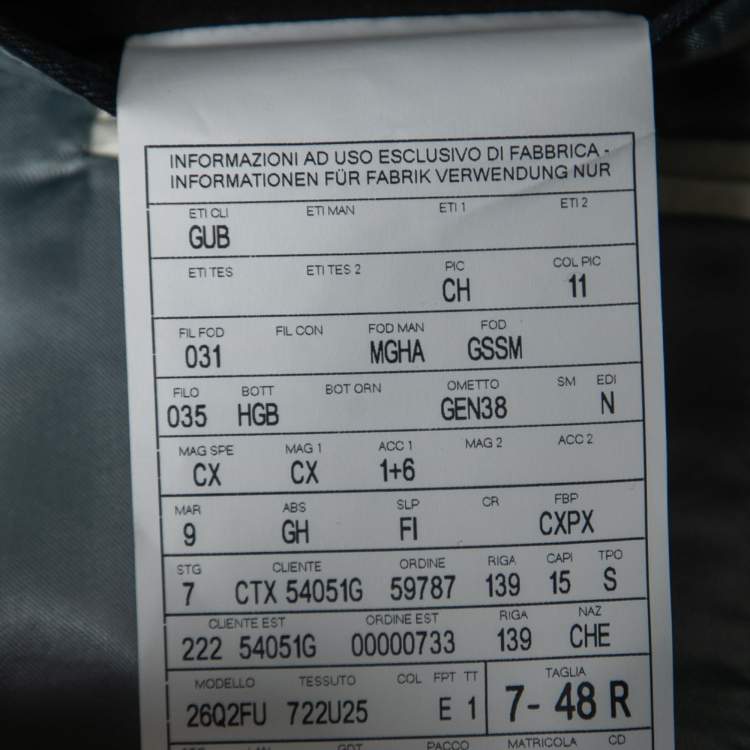 INFORMAZIONI AD USO ESCLUSIVO DI FABBRICA -
INFORMATIONEN FÜR FABRIK VERWENDUNG NUR
ETI CLI ETI MAN ETI 1 ETI 2
GUB
ETI TES ETI TES 2 PIC COL PIC
CH 11
FIL FOD FIL CON FOD MAN FOD
031 MGHA GSSM
FILO BOTT BOT ORN OMETTO SM EDI
035 HGB GEN38 N
MAG SPE MAG 1 ACC 1 MAG 2 ACC 2
CX CX 1+6
MAR ABS SLP CR FBP
9 GH FI CXPX
STG CLIENTE ORDINE RIGA CAPI TPO
7 CTX 54051G 59787 139 15 S
CLIENTE EST ORDINE EST RIGA NAZ
222 54051G 00000733 139 CHE
MODELLO TESSUTO COL FPT TT TAGLIA
26Q2FU 722U25 E 1 7- 48 R
PACCO MATRICOLA CD